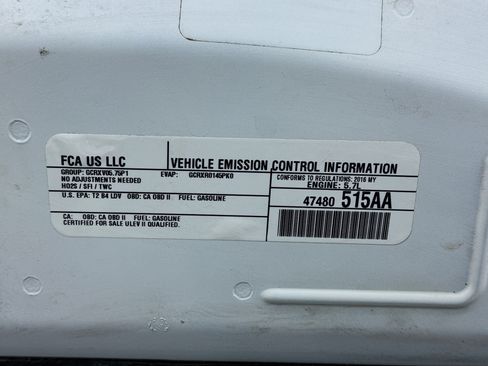 FCA US LLC
VEHICLE EMISSION CONTROL INFORMATION
GROUP: GCRXV05.75P1 EVAP: GCRXR0146PK0
NO ADJUSTMENTS NEEDED
HO2S / SFI / TWC
CONFORMS TO REGULATIONS: 2016 MY
ENGINE: 5.7L
U.S. EPA: T2 B4 LDV OBD: CA OBD II FUEL: GASOLINE
47480 515AA
CA: OBD: CA OBD II FUEL: GASOLINE
CERTIFIED FOR SALE ULEV II QUALIFIED.